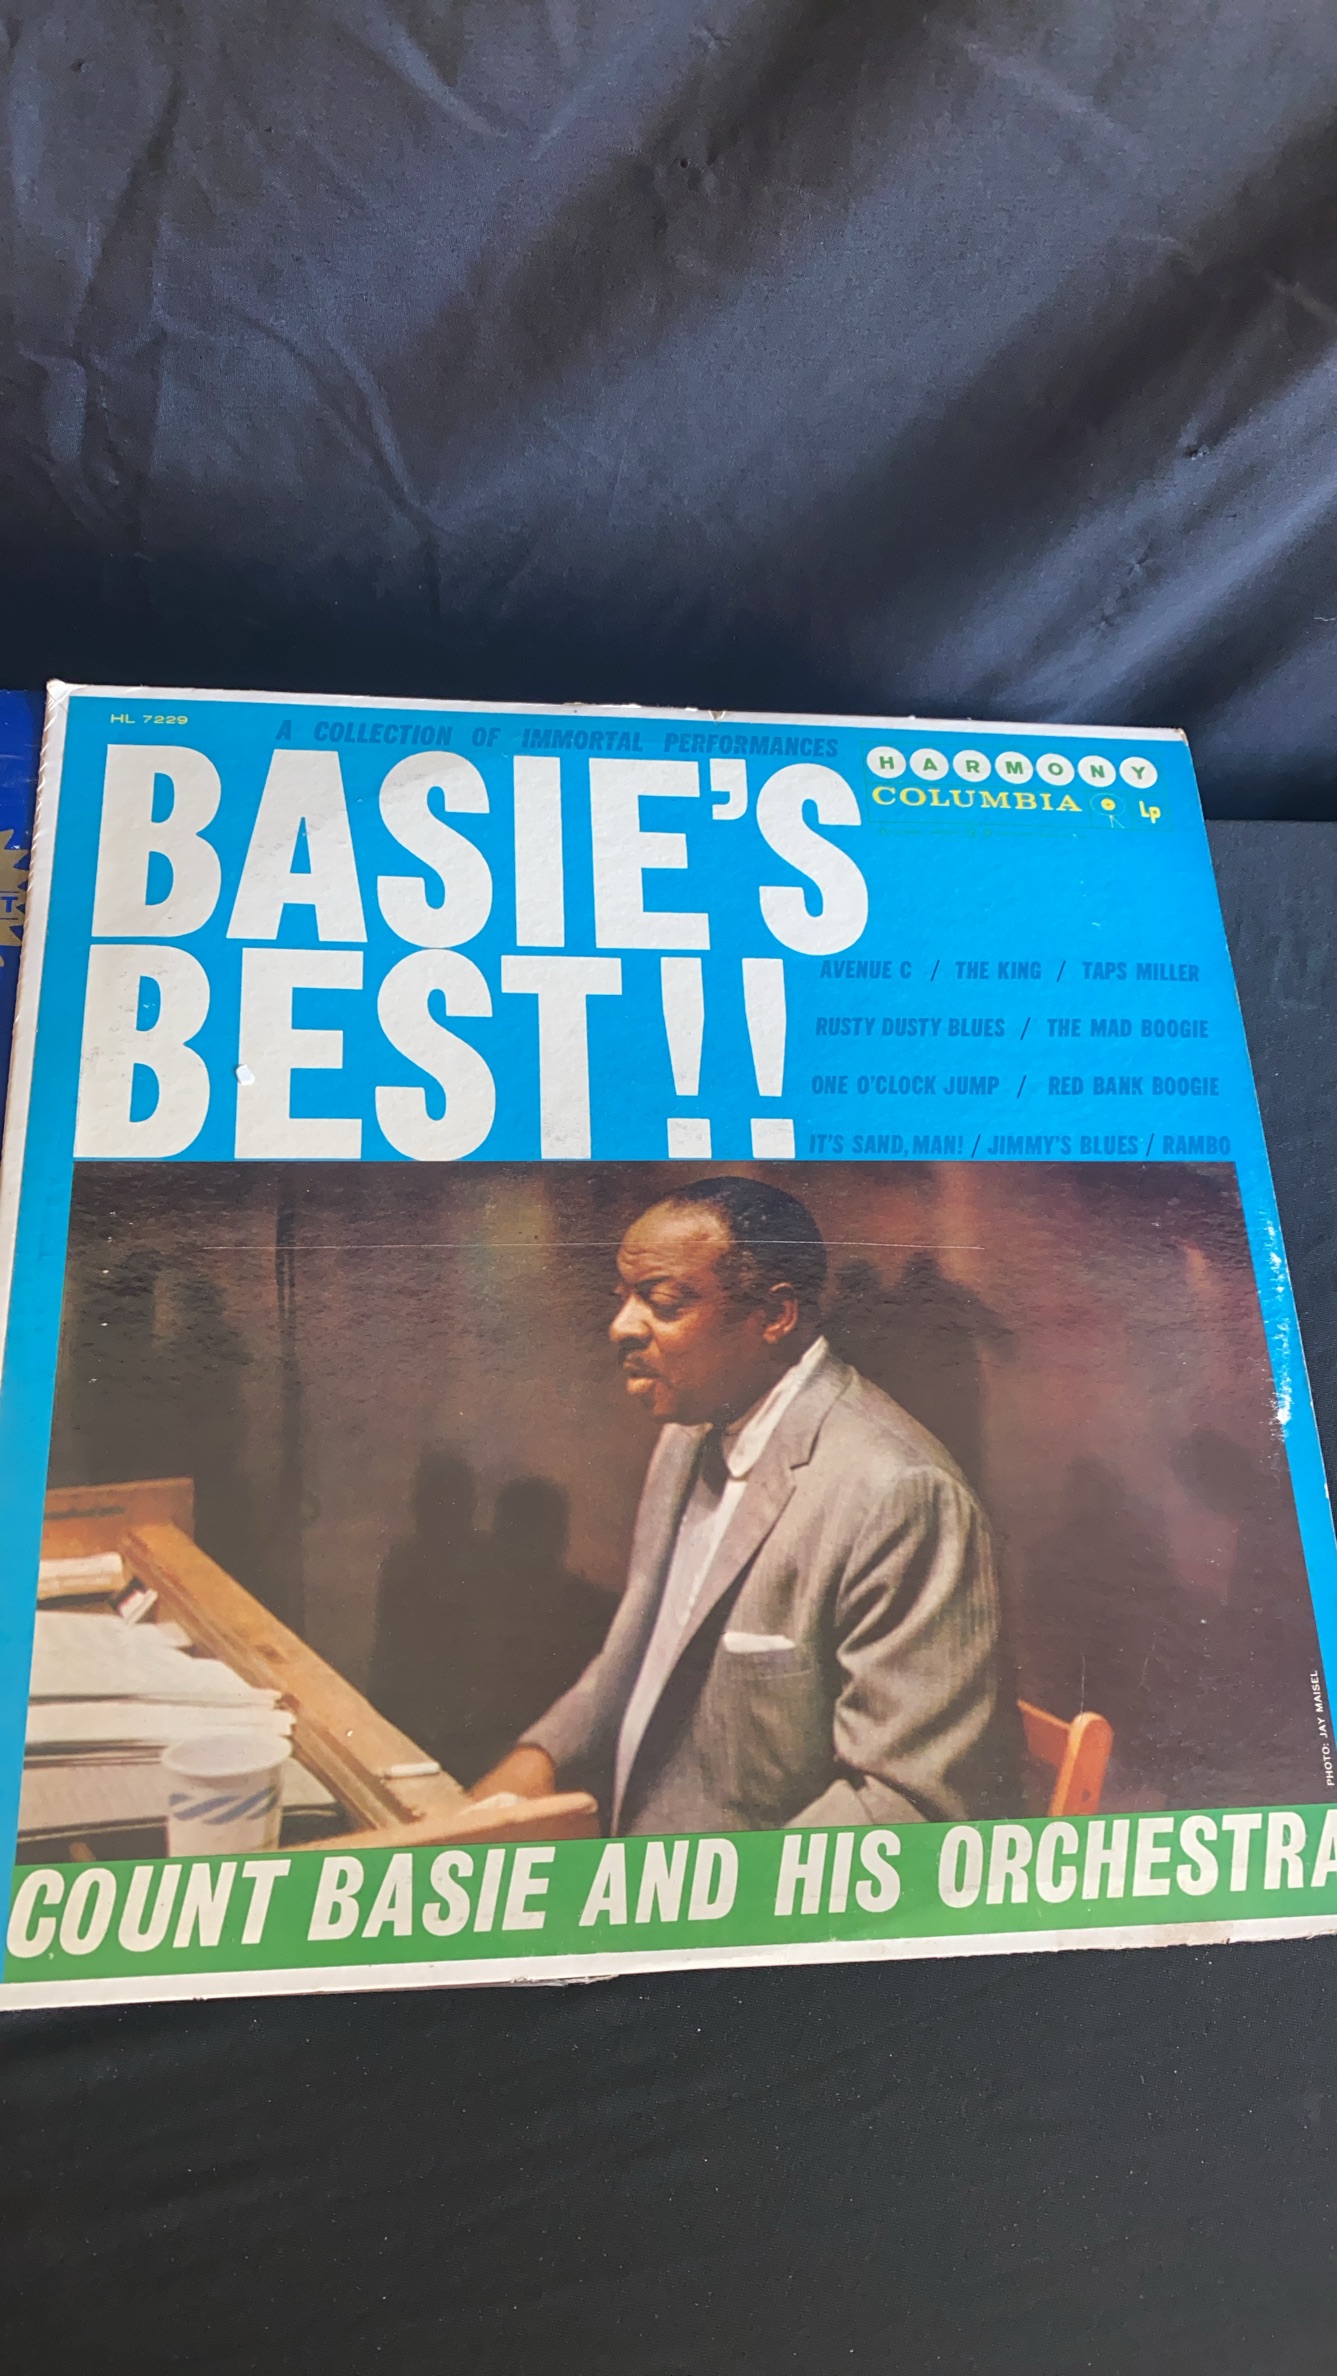 HL 7229
A COLLECTION OF IMMORTAL PERFORMANCES
HARMONY
COLUMBIA Lp
BASIE'S
BEST!!
AVENUE C / THE KING / TAPS MILLER
RUSTY DUSTY BLUES / THE MAD BOOGIE
ONE O'CLOCK JUMP / RED BANK BOOGIE
IT'S SAND, MAN! / JIMMY'S BLUES / RAMBO
PHOTO: JAY MAISEL
COUNT BASIE AND HIS ORCHESTRA